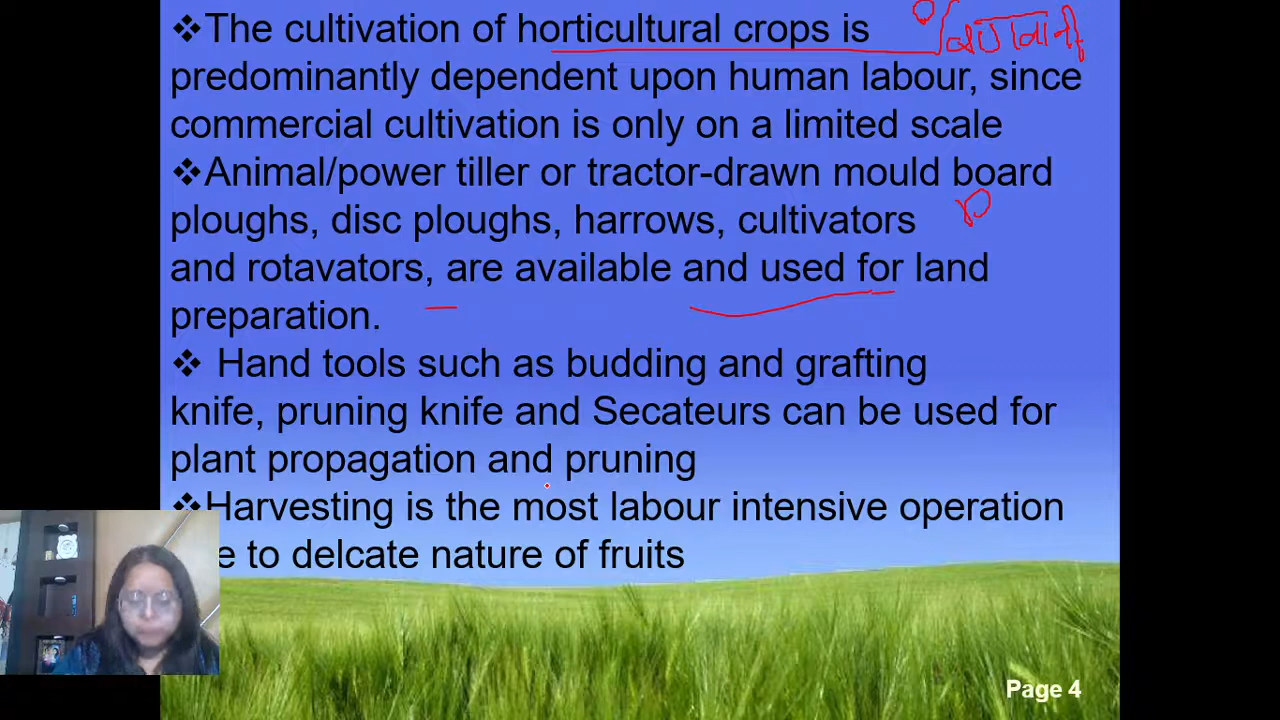 ❖The cultivation of horticultural crops is
predominantly dependent upon human labour, since
commercial cultivation is only on a limited scale
❖Animal/power tiller or tractor-drawn mould board
ploughs, disc ploughs, harrows, cultivators
and rotavators, are available and used for land
preparation.
❖ Hand tools such as budding and grafting
knife, pruning knife and Secateurs can be used for
plant propagation and pruning
❖Harvesting is the most labour intensive operation
e to delcate nature of fruits
Page 4